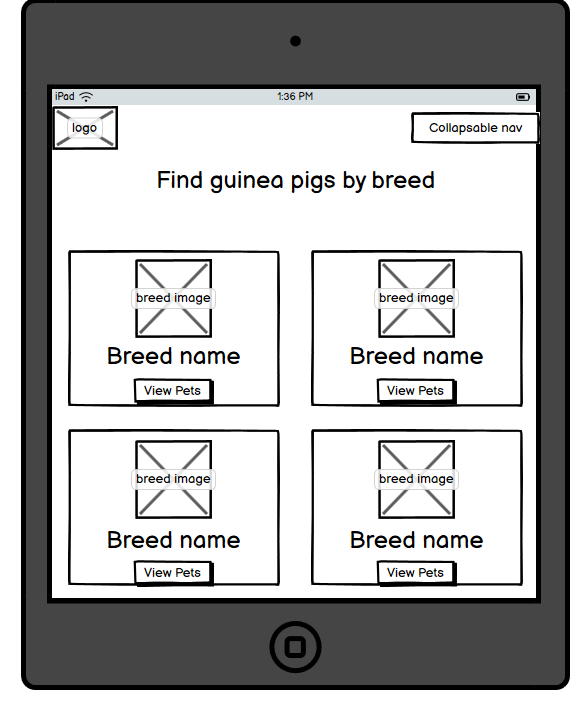 iPad 1:36 PM
logo
Collapsable nav
Find guinea pigs by breed
breed image breed image
Breed name Breed name
View Pets View Pets
breed image breed image
Breed name Breed name
View Pets View Pets